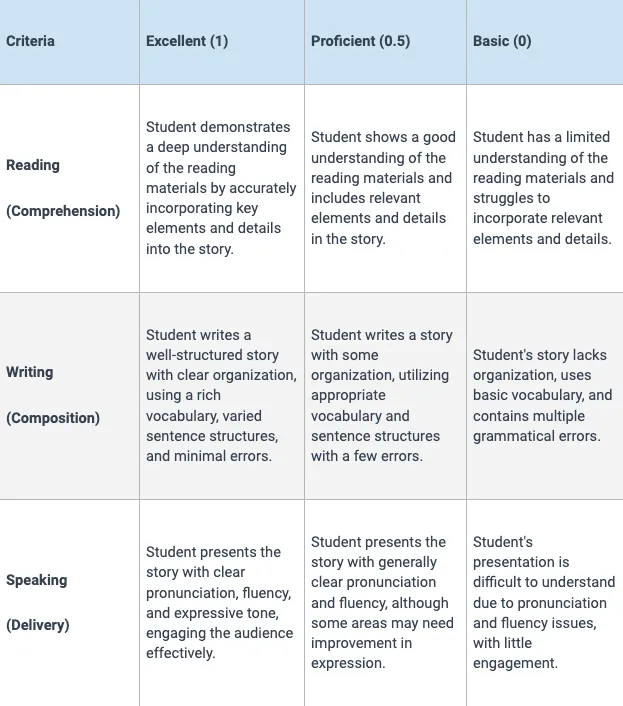 Criteria
Excellent (1)
Proficient (0.5)
Basic (0)
Reading
(Comprehension)
Student demonstrates
a deep understanding
of the reading
materials by accurately
incorporating key
elements and details
into the story.
Student shows a good
understanding of the
reading materials and
includes relevant
elements and details
in the story.
Student has a limited
understanding of the
reading materials and
struggles to
incorporate relevant
elements and details.
Writing
(Composition)
Student writes a
well-structured story
with clear organization,
using a rich
vocabulary, varied
sentence structures,
and minimal errors.
Student writes a story
with some
organization, utilizing
appropriate
vocabulary and
sentence structures
with a few errors.
Student's story lacks
organization, uses
basic vocabulary, and
contains multiple
grammatical errors.
Speaking
(Delivery)
Student presents the
story with clear
pronunciation, fluency,
and expressive tone,
engaging the audience
effectively.
Student presents the
story with generally
clear pronunciation
and fluency, although
some areas may need
improvement in
expression.
Student's
presentation is
difficult to understand
due to pronunciation
and fluency issues,
with little
engagement.